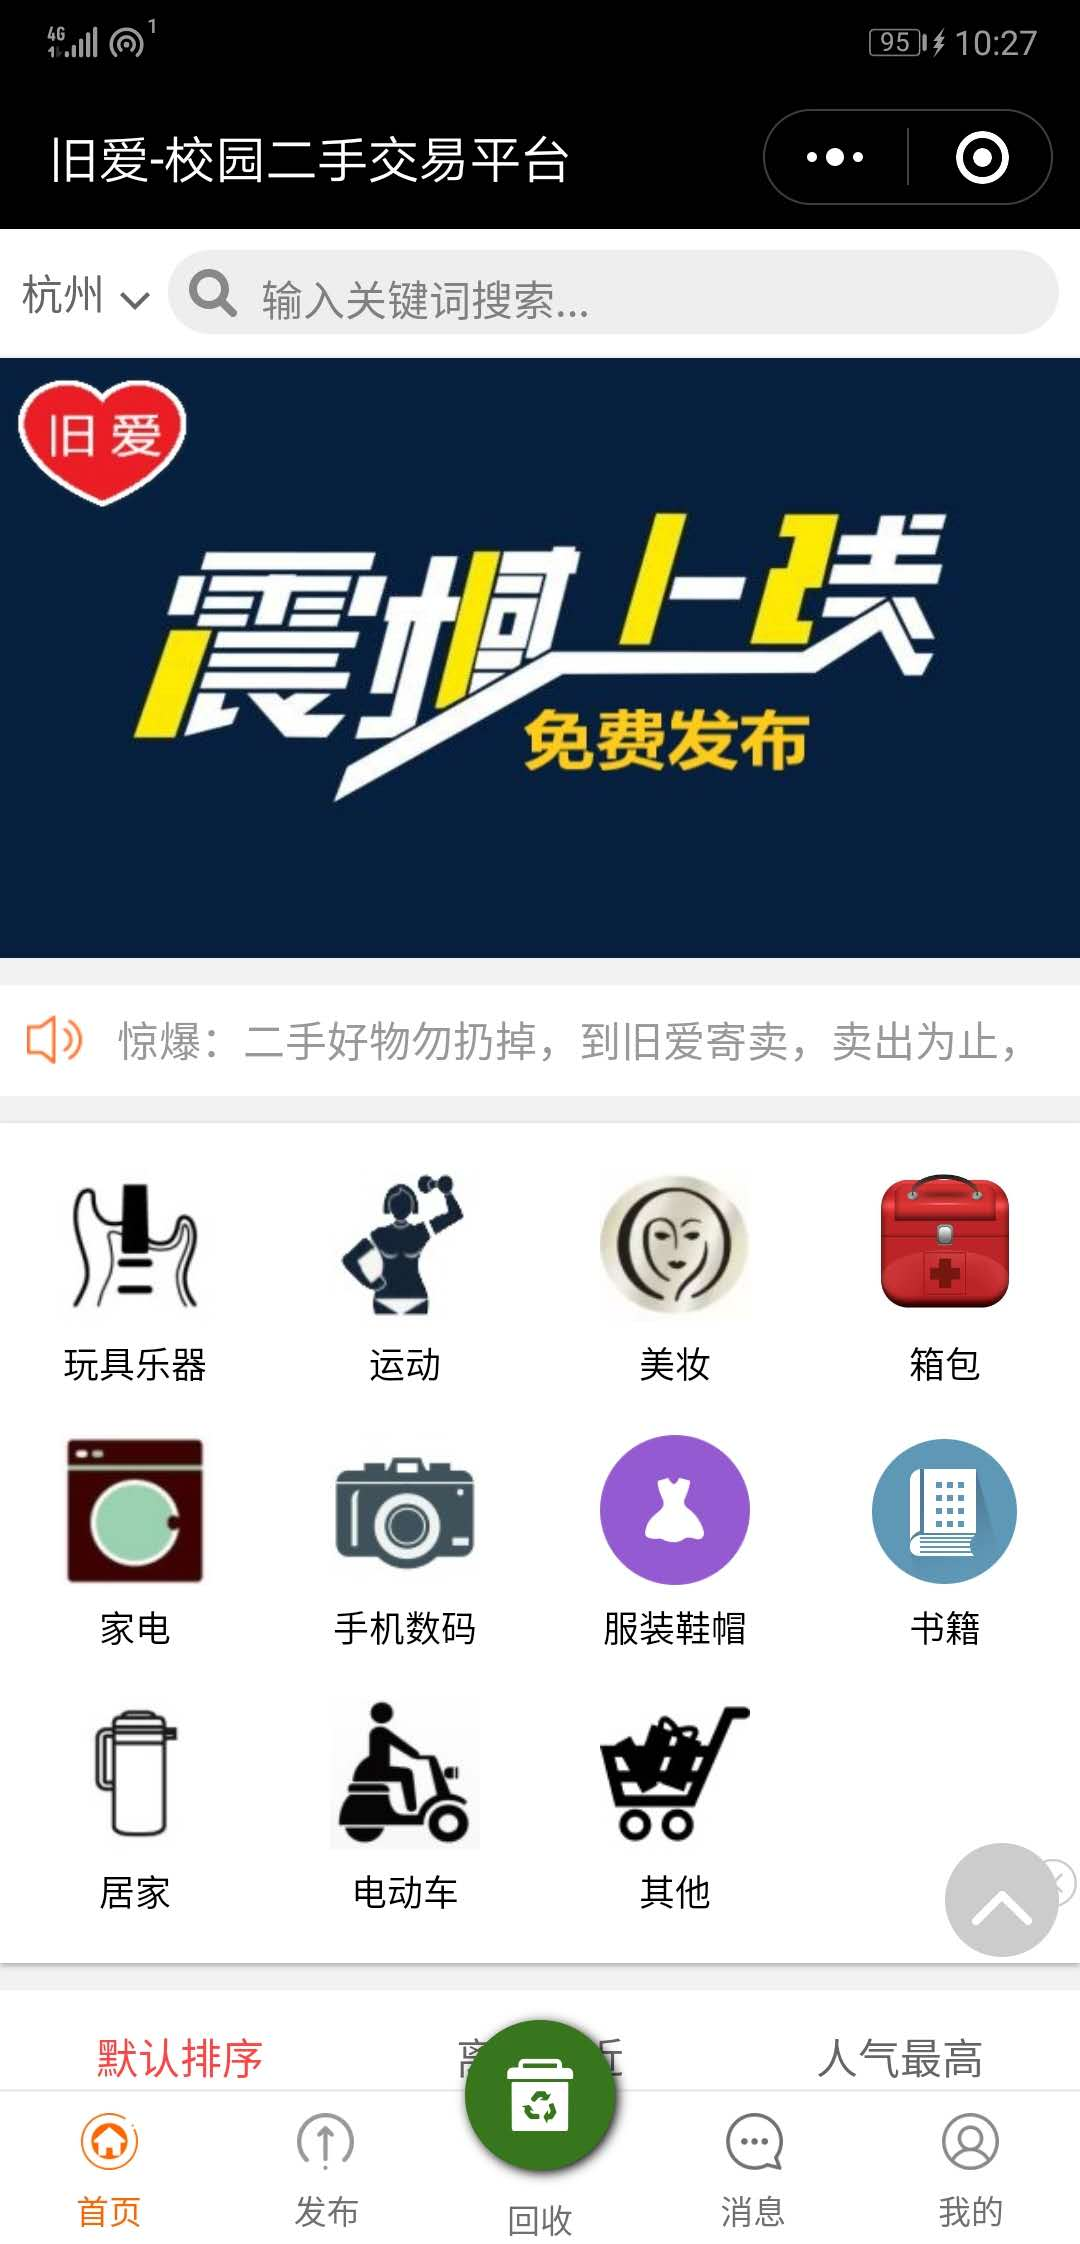 4G
1
95
10:27
旧爱-校园二手交易平台
杭州
输入关键词搜索...
旧 爱
震撼上线
免费发布
惊爆：二手好物勿扔掉，到旧爱寄卖，卖出为止，
玩具乐器
运动
美妆
箱包
家电
手机数码
服装鞋帽
书籍
居家
电动车
其他
默认排序
离
近
人气最高
首页
发布
回收
消息
我的